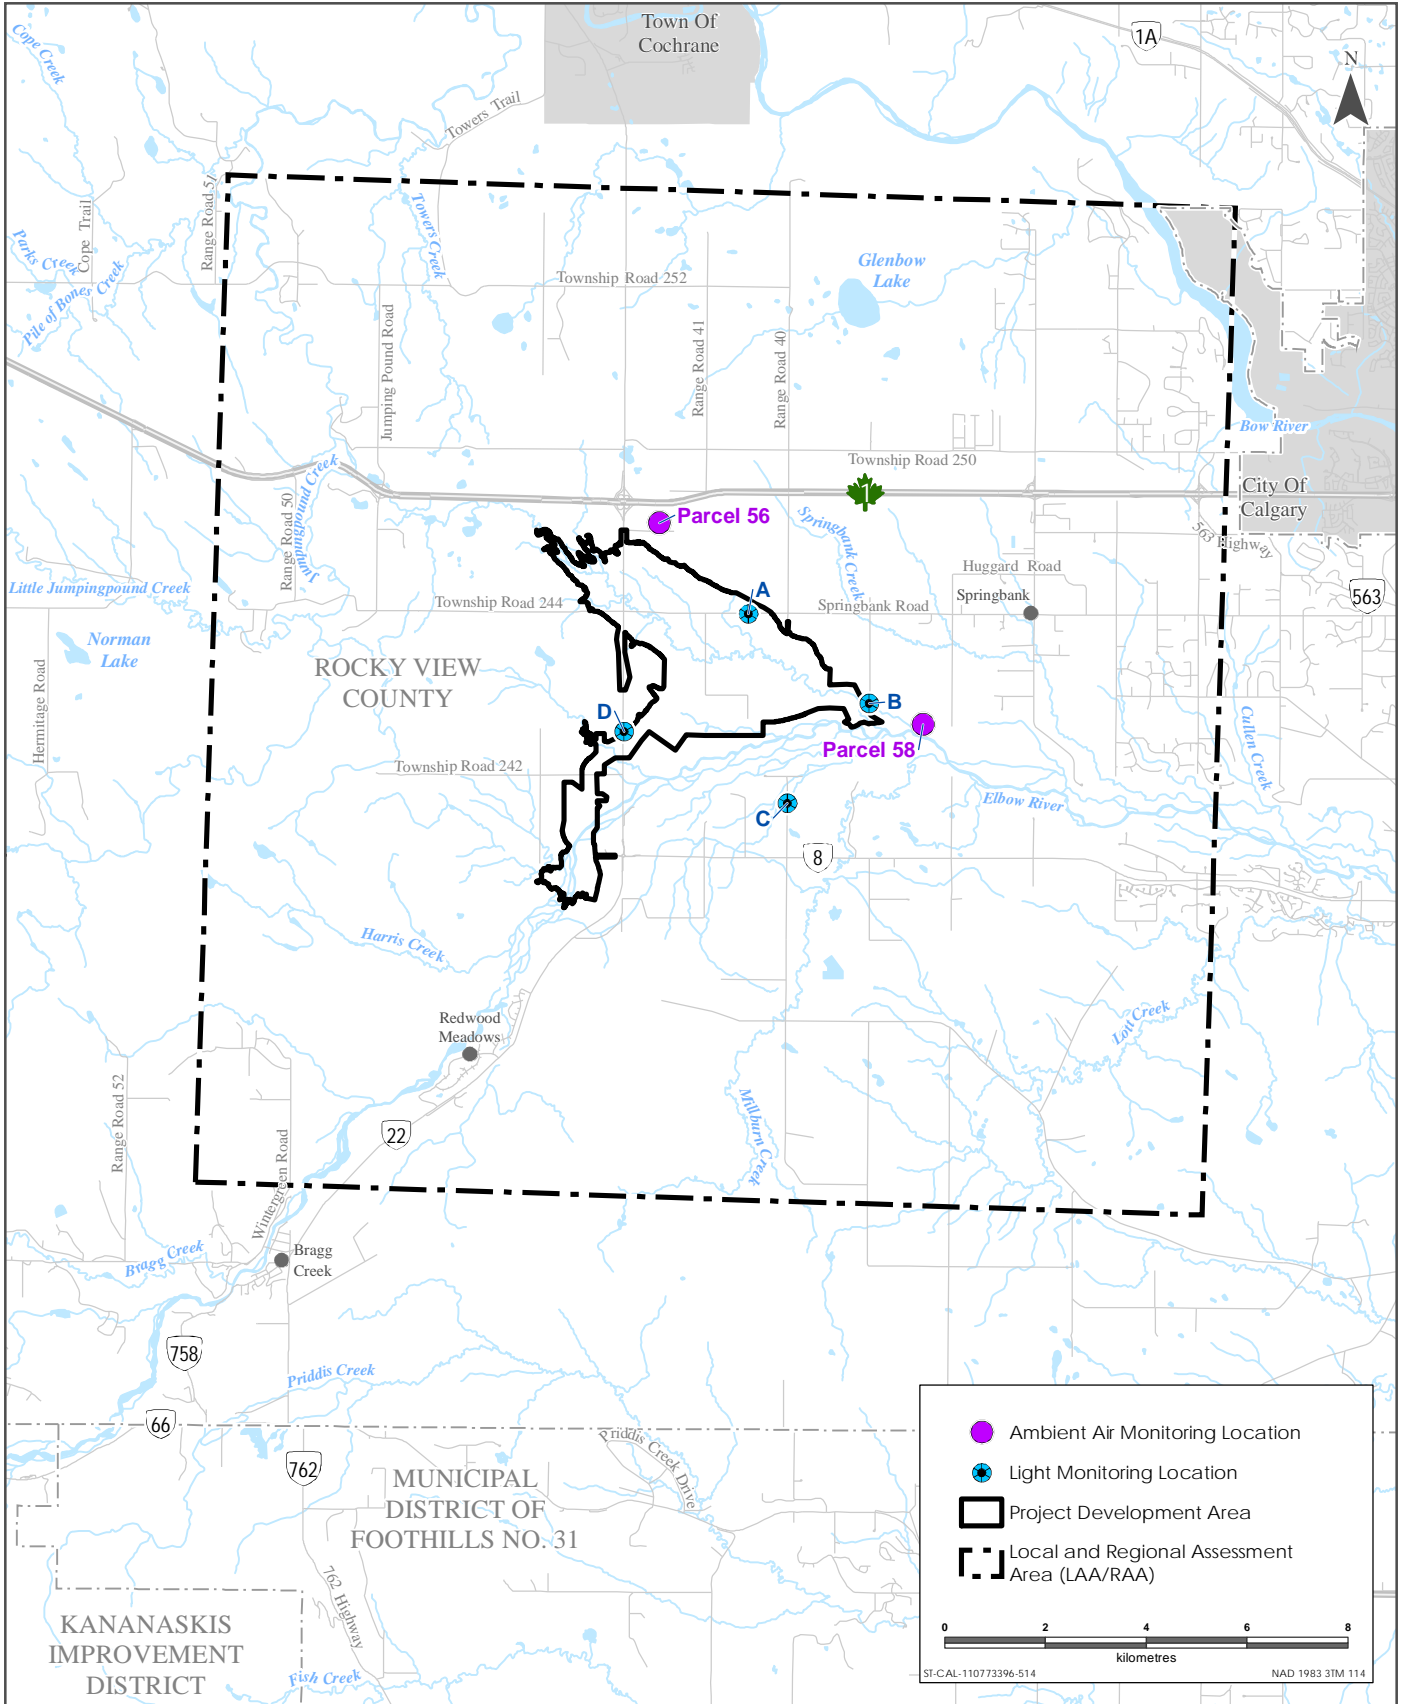 Town Of
Cochrane
1A
N
Cope Creek
Towers Trail
Range Road 51
Cope Trail
Parks Creek
Pile of Bones Creek
Towers Creek
Township Road 252
Glenbow
Lake
Jumping Pound Road
Range Road 41
Range Road 40
Bow River
Township Road 250
1
City Of
Calgary
Jumpingpound Creek
Range Road 50
Parcel 56
Springbank Creek
563 Highway
Huggard Road
Little Jumpingpound Creek
Township Road 244
A
Springbank Road
Springbank
563
Norman
Lake
ROCKY VIEW
COUNTY
Hermitage Road
D
B
Parcel 58
Cullen Creek
Township Road 242
C
Elbow River
8
Harris Creek
Redwood
Meadows
Lott Creek
Range Road 52
22
Millburn Creek
Wintergreen Road
Bragg Creek
Bragg
Creek
758
Priddis Creek
66
762
Priddis Creek Drive
MUNICIPAL
DISTRICT OF
FOOTHILLS NO. 31
762 Highway
KANANASKIS
IMPROVEMENT
DISTRICT
Fish Creek
Ambient Air Monitoring Location
Light Monitoring Location
Project Development Area
Local and Regional Assessment
Area (LAA/RAA)
0 2 4 6 8
kilometres
ST-CAL-110773396-514
NAD 1983 3TM 114